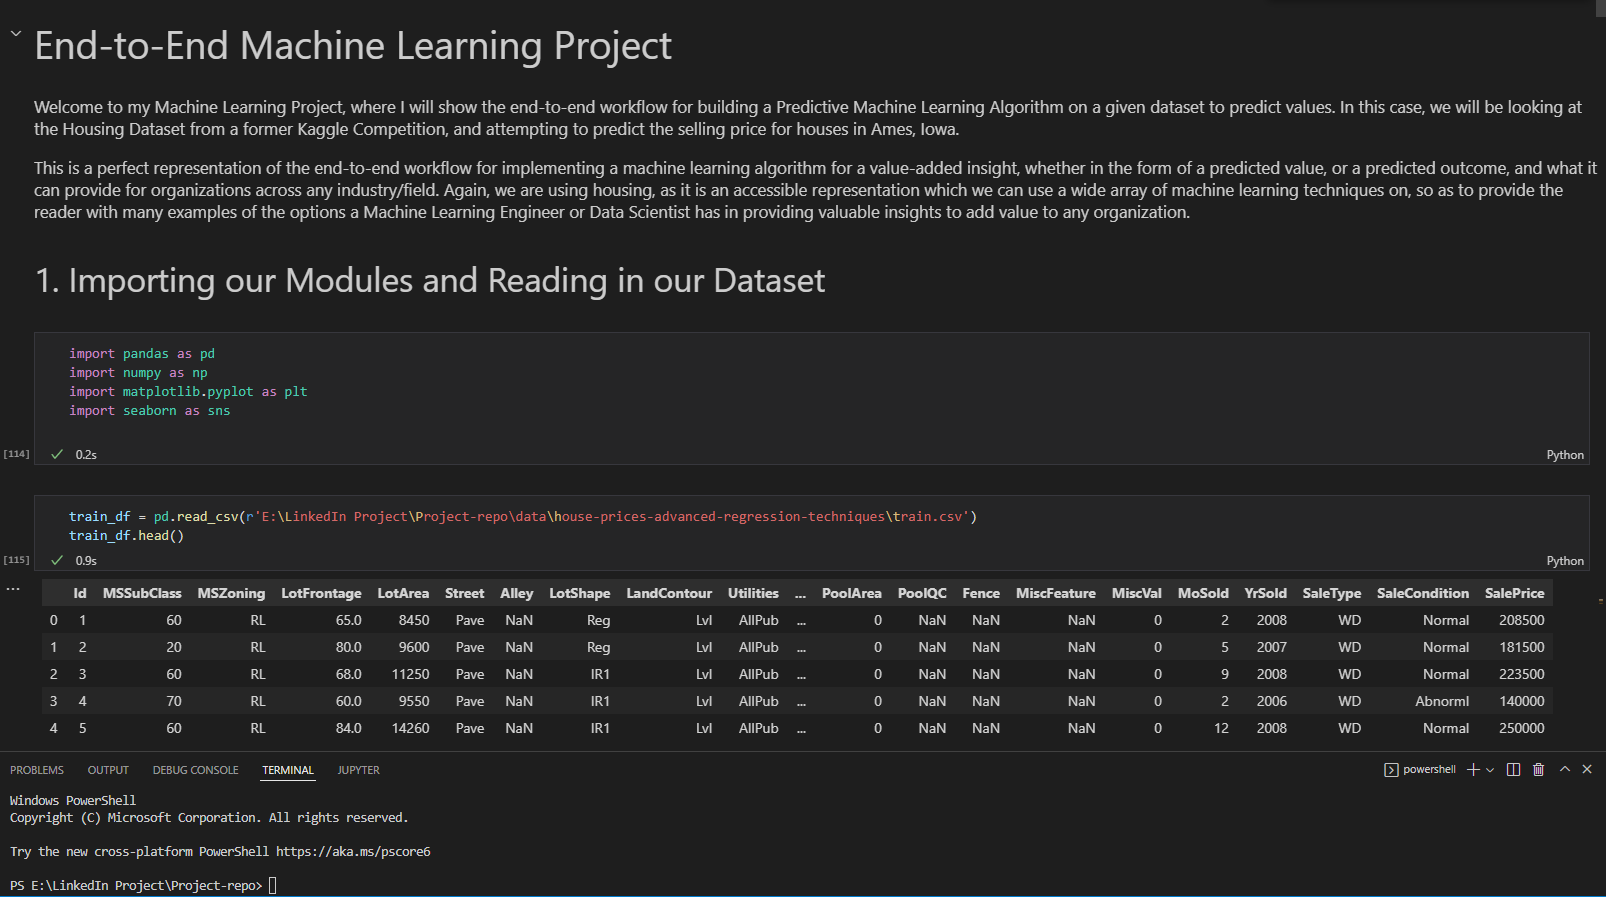 End-to-End Machine Learning Project
Welcome to my Machine Learning Project, where I will show the end-to-end workflow for building a Predictive Machine Learning Algorithm on a given dataset to predict values. In this case, we will be looking at
the Housing Dataset from a former Kaggle Competition, and attempting to predict the selling price for houses in Ames, Iowa.
This is a perfect representation of the end-to-end workflow for implementing a machine learning algorithm for a value-added insight, whether in the form of a predicted value, or a predicted outcome, and what it
can provide for organizations across any industry/field. Again, we are using housing, as it is an accessible representation which we can use a wide array of machine learning techniques on, so as to provide the
reader with many examples of the options a Machine Learning Engineer or Data Scientist has in providing valuable insights to add value to any organization.
1. Importing our Modules and Reading in our Dataset
import pandas as pd
import numpy as np
import matplotlib.pyplot as plt
import seaborn as sns
[114] 0.2s Python
train_df = pd.read_csv(r'E:\LinkedIn Project\Project-repo\data\house-prices-advanced-regression-techniques\train.csv')
train_df.head()
[115] 0.9s Python
... Id MSSubClass MSZoning LotFrontage LotArea Street Alley LotShape LandContour Utilities ... PoolArea PoolQC Fence MiscFeature MiscVal MoSold YrSold SaleType SaleCondition SalePrice
0 1 60 RL 65.0 8450 Pave NaN Reg Lvl AllPub ... 0 NaN NaN NaN 0 2 2008 WD Normal 208500
1 2 20 RL 80.0 9600 Pave NaN Reg Lvl AllPub ... 0 NaN NaN NaN 0 5 2007 WD Normal 181500
2 3 60 RL 68.0 11250 Pave NaN IR1 Lvl AllPub ... 0 NaN NaN NaN 0 9 2008 WD Normal 223500
3 4 70 RL 60.0 9550 Pave NaN IR1 Lvl AllPub ... 0 NaN NaN NaN 0 2 2006 WD Abnorml 140000
4 5 60 RL 84.0 14260 Pave NaN IR1 Lvl AllPub ... 0 NaN NaN NaN 0 12 2008 WD Normal 250000
PROBLEMS OUTPUT DEBUG CONSOLE TERMINAL JUPYTER powershell
Windows PowerShell
Copyright (C) Microsoft Corporation. All rights reserved.
Try the new cross-platform PowerShell https://aka.ms/pscore6
PS E:\LinkedIn Project\Project-repo>